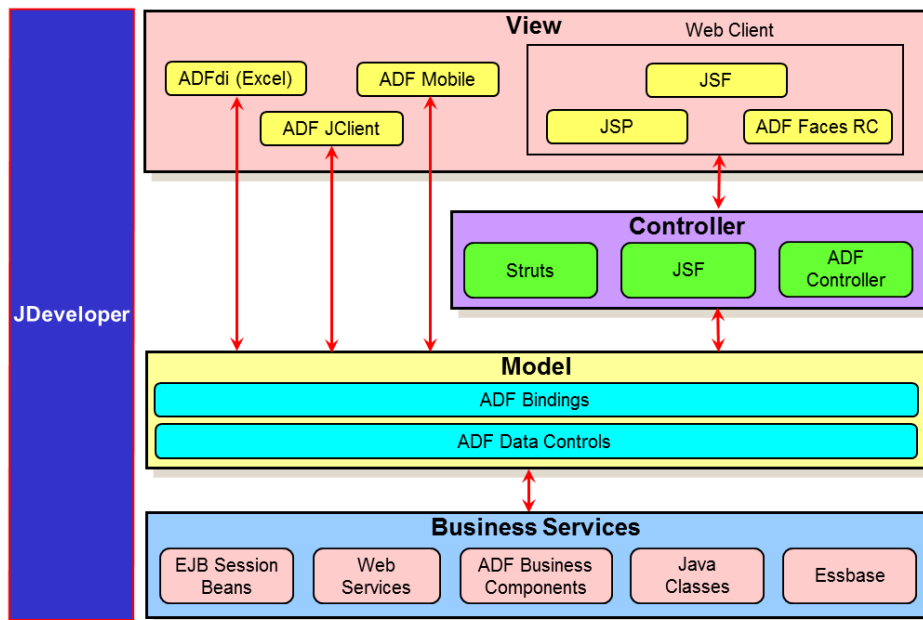 JDeveloper
View
Web Client
ADFdi (Excel)
ADF Mobile
JSF
ADF JClient
JSP
ADF Faces RC
Controller
Struts
JSF
ADF
Controller
Model
ADF Bindings
ADF Data Controls
Business Services
EJB Session
Beans
Web
Services
ADF Business
Components
Java
Classes
Essbase